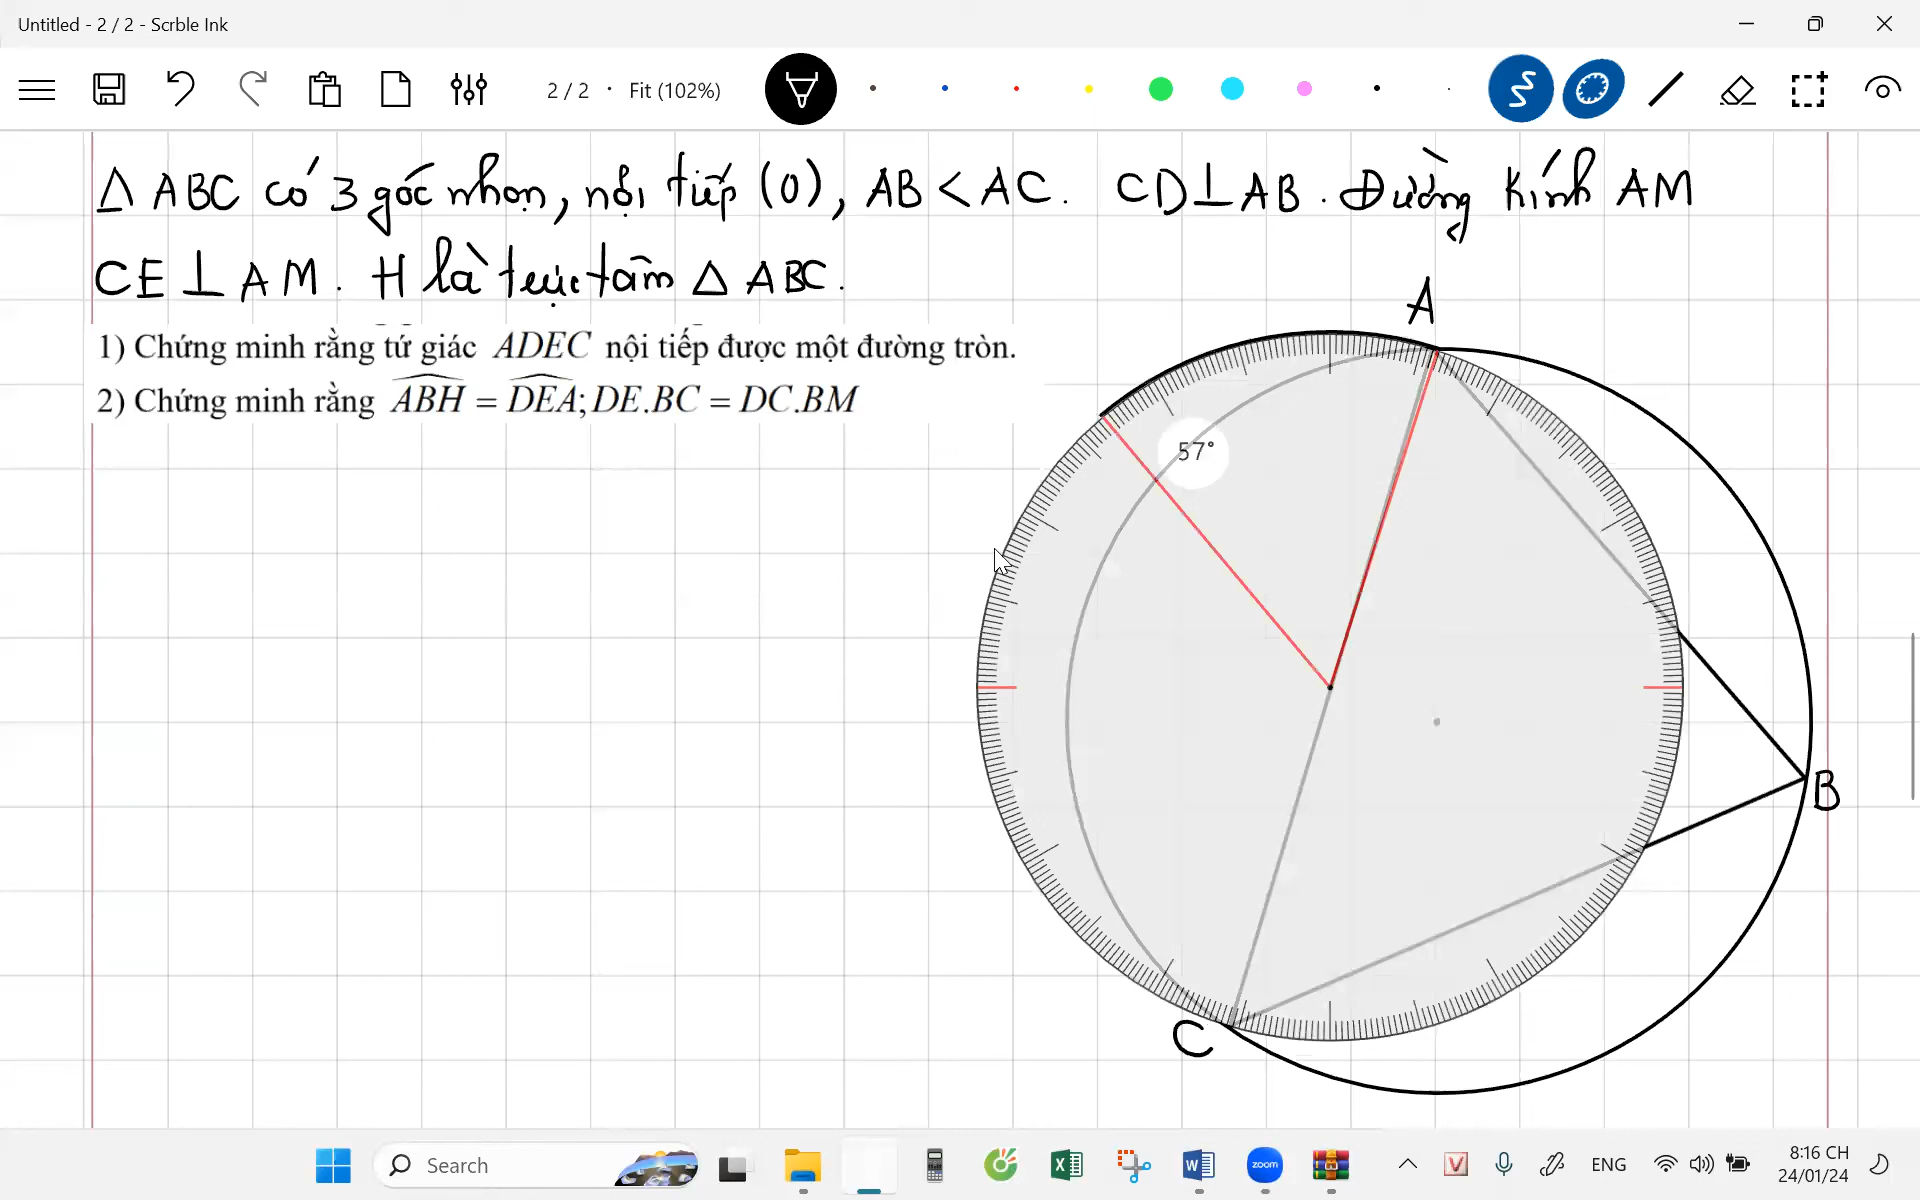 Untitled - 2 / 2 - Scrble Ink
2 / 2 · Fit (102%)
Δ ABC có 3 góc nhọn, nội tiếp (O), AB < AC. CD⊥AB. Đường kính AM
CE⊥AM. H là trực tâm Δ ABC.
1) Chứng minh rằng tứ giác ADEC nội tiếp được một đường tròn.
2) Chứng minh rằng \widehat{ABH} = \widehat{DEA}; DE.BC = DC.BM
A
57°
B
C
Search
zoom
ENG
8:16 CH
24/01/24